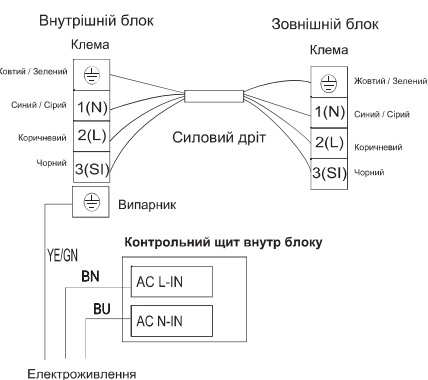 Внутрішній блок
Зовнішній блок
Клема
Клема
Жовтий / Зелений
Жовтий / Зелений
Синий / Сірий
1(N)
1(N)
Синий / Сірий
Коричневий
2(L)
2(L)
Коричневий
Силовий дріт
Чорний
3(SI)
3(SI)
Чорний
Випарник
Контрольний щит внутр блоку
YE/GN
BN
AC L-IN
BU
AC N-IN
Електроживлення